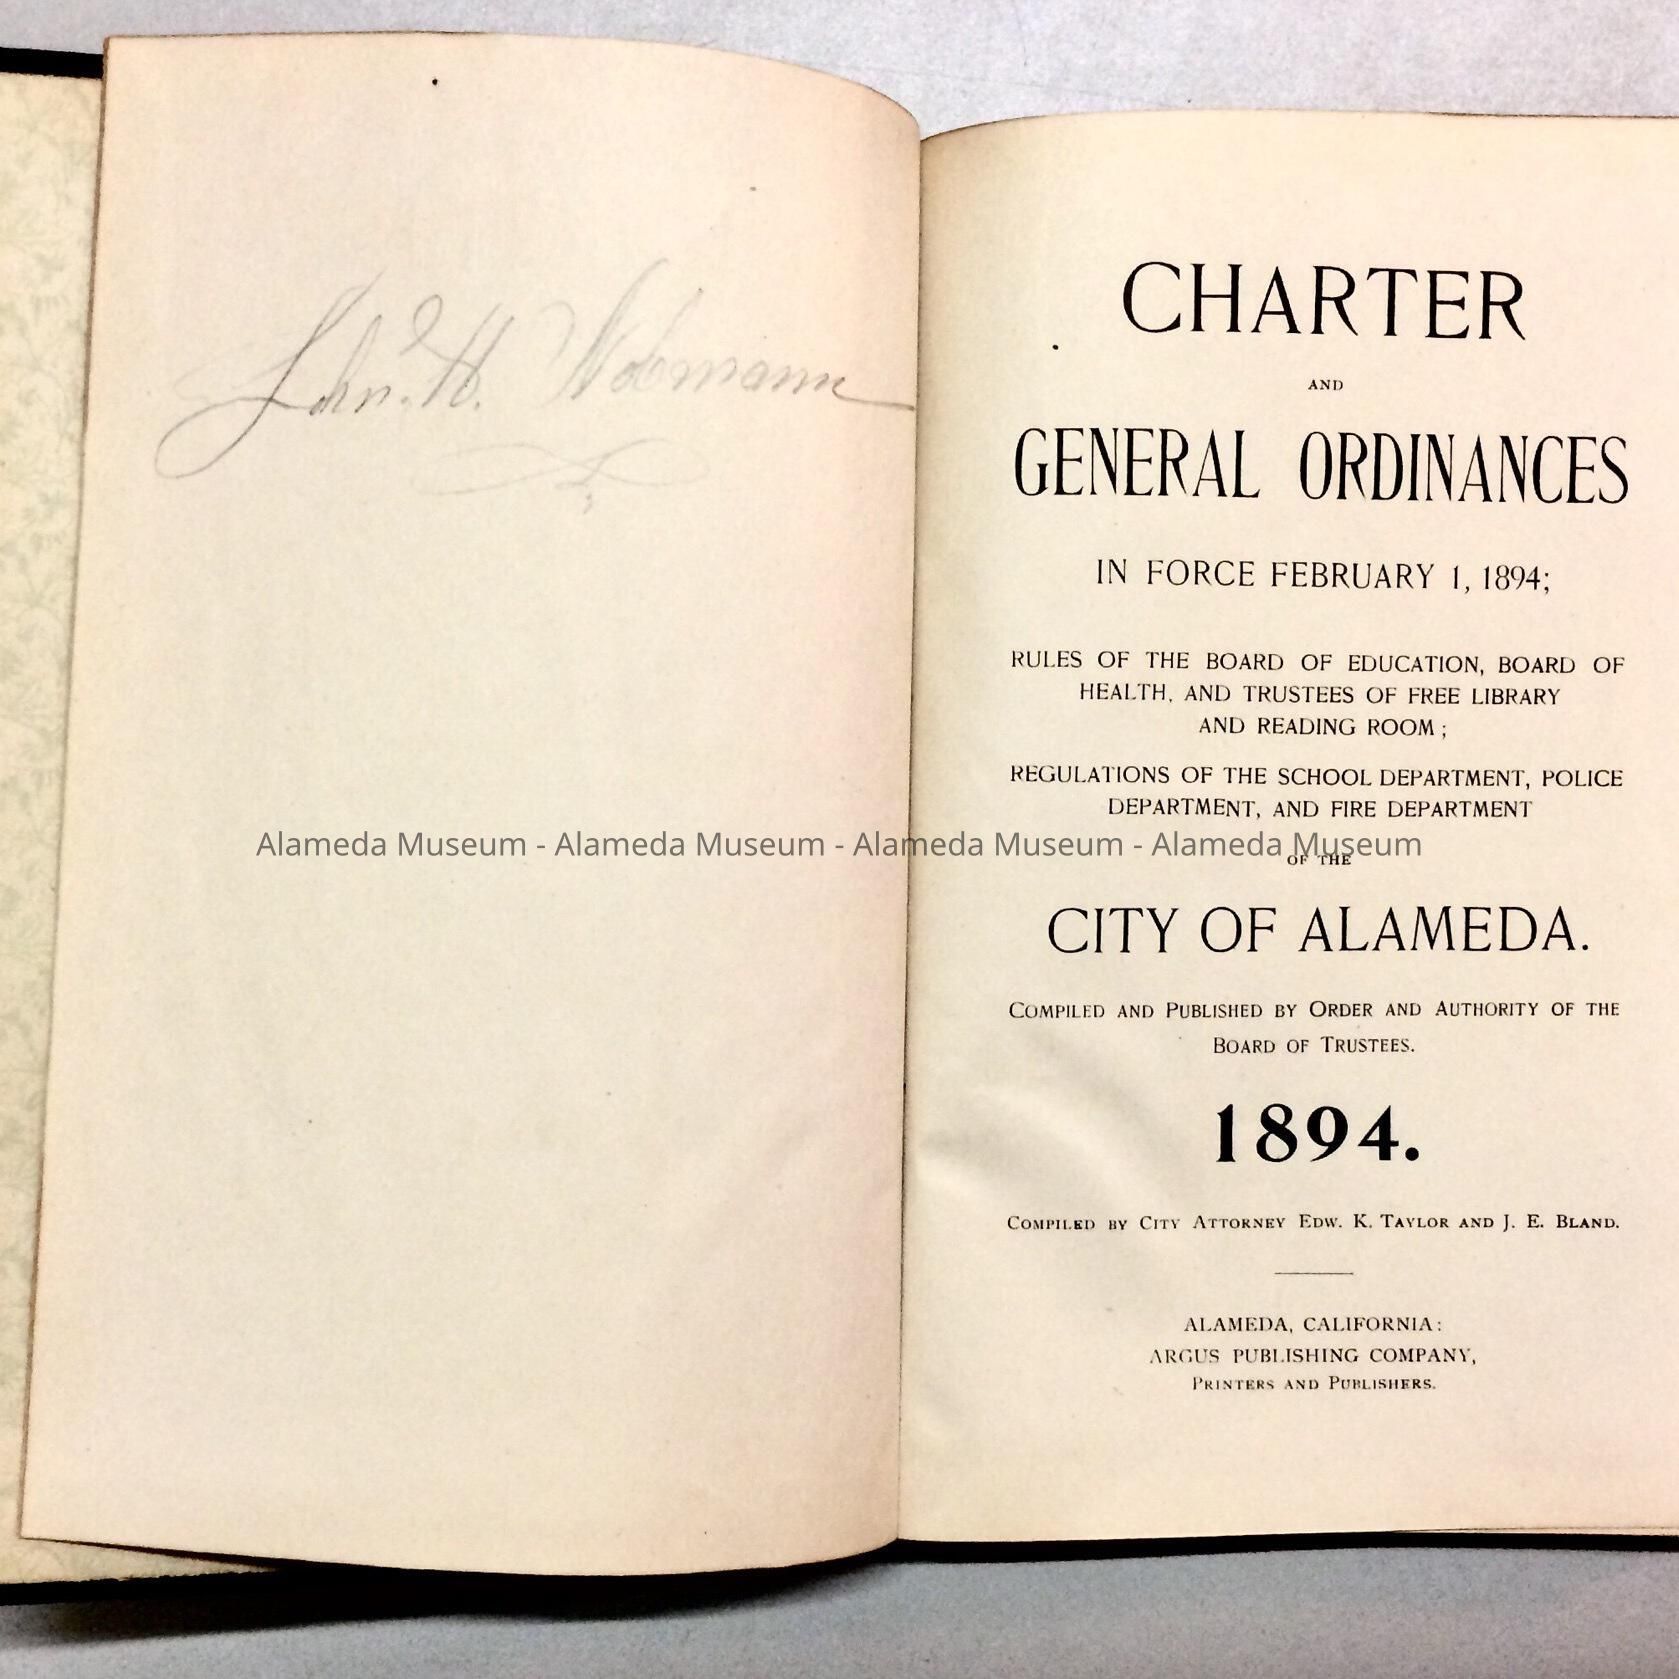 John. H. Wobmann
CHARTER
AND
GENERAL ORDINANCES
IN FORCE FEBRUARY 1, 1894;
RULES OF THE BOARD OF EDUCATION, BOARD OF
HEALTH, AND TRUSTEES OF FREE LIBRARY
AND READING ROOM;
REGULATIONS OF THE SCHOOL DEPARTMENT, POLICE
DEPARTMENT, AND FIRE DEPARTMENT
Alameda Museum - Alameda Museum - Alameda Museum - Alameda Museum
OF THE
CITY OF ALAMEDA.
COMPILED AND PUBLISHED BY ORDER AND AUTHORITY OF THE
BOARD OF TRUSTEES.
1894.
COMPILED BY CITY ATTORNEY EDW. K. TAYLOR AND J. E. BLAND.
ALAMEDA, CALIFORNIA:
ARGUS PUBLISHING COMPANY,
PRINTERS AND PUBLISHERS.